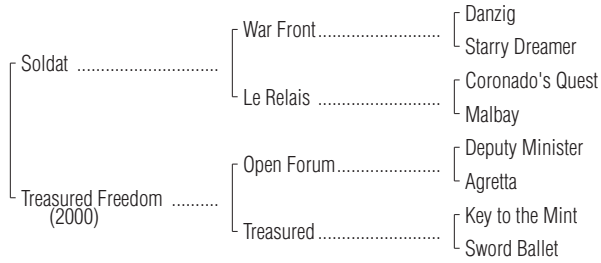 Danzig
War Front
Starry Dreamer
Soldat
Coronado's Quest
Le Relais
Malbay
Deputy Minister
Open Forum
Agretta
Treasured Freedom
(2000)
Key to the Mint
Treasured
Sword Ballet